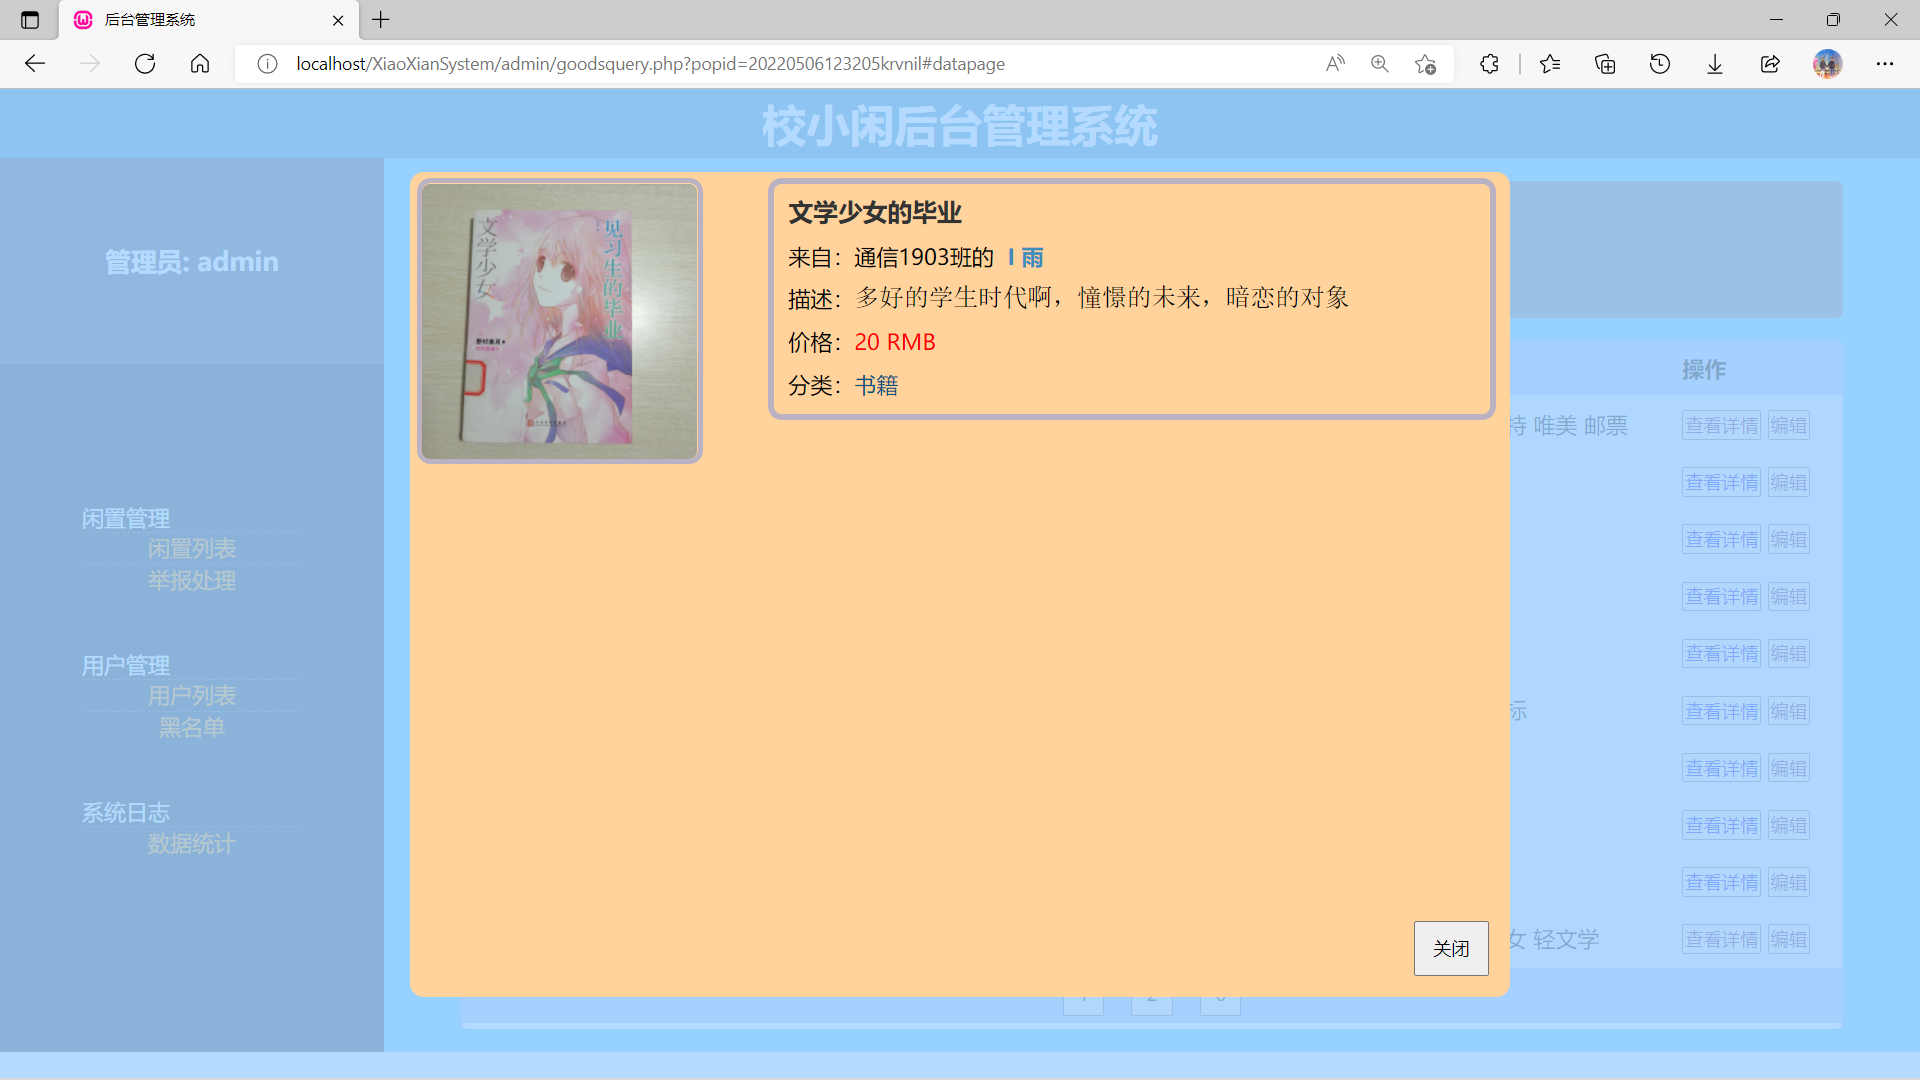 后台管理系统
localhost/XiaoXianSystem/admin/goodsquery.php?popid=20220506123205krvnil#datapage
校小闲后台管理系统
管理员: admin
闲置管理
闲置列表
举报处理
用户管理
用户列表
黑名单
系统日志
数据统计
文学少女
见习生的毕业
野村美月
文学少女的毕业
来自：通信1903班的 I 雨
描述：多好的学生时代啊，憧憬的未来，暗恋的对象
价格：20 RMB
分类：书籍
关闭
操作
持 唯美 邮票 查看详情 编辑
查看详情 编辑
查看详情 编辑
查看详情 编辑
查看详情 编辑
标 查看详情 编辑
查看详情 编辑
查看详情 编辑
查看详情 编辑
女 轻文学 查看详情 编辑